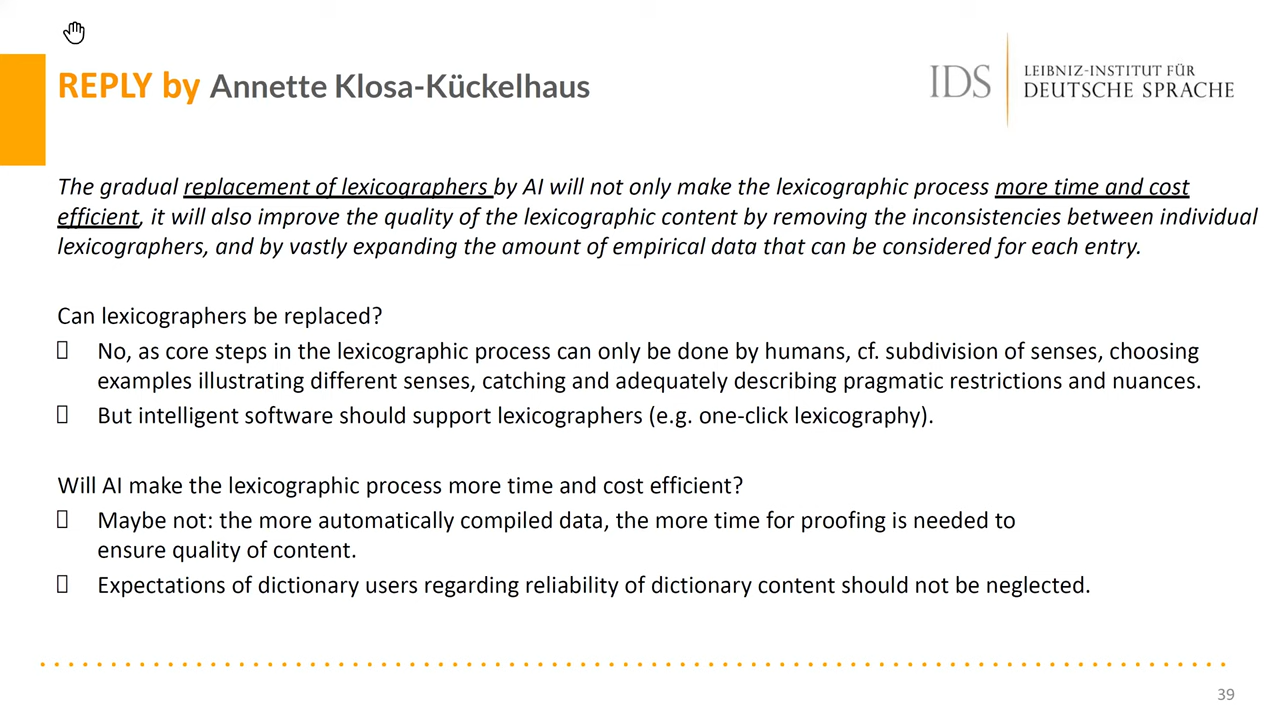 REPLY by Annette Klosa-Kückelhaus
IDS
LEIBNIZ-INSTITUT FÜR
DEUTSCHE SPRACHE
The gradual replacement of lexicographers by AI will not only make the lexicographic process more time and cost
efficient, it will also improve the quality of the lexicographic content by removing the inconsistencies between individual
lexicographers, and by vastly expanding the amount of empirical data that can be considered for each entry.
Can lexicographers be replaced?
No, as core steps in the lexicographic process can only be done by humans, cf. subdivision of senses, choosing
examples illustrating different senses, catching and adequately describing pragmatic restrictions and nuances.
But intelligent software should support lexicographers (e.g. one-click lexicography).
Will AI make the lexicographic process more time and cost efficient?
Maybe not: the more automatically compiled data, the more time for proofing is needed to
ensure quality of content.
Expectations of dictionary users regarding reliability of dictionary content should not be neglected.
39